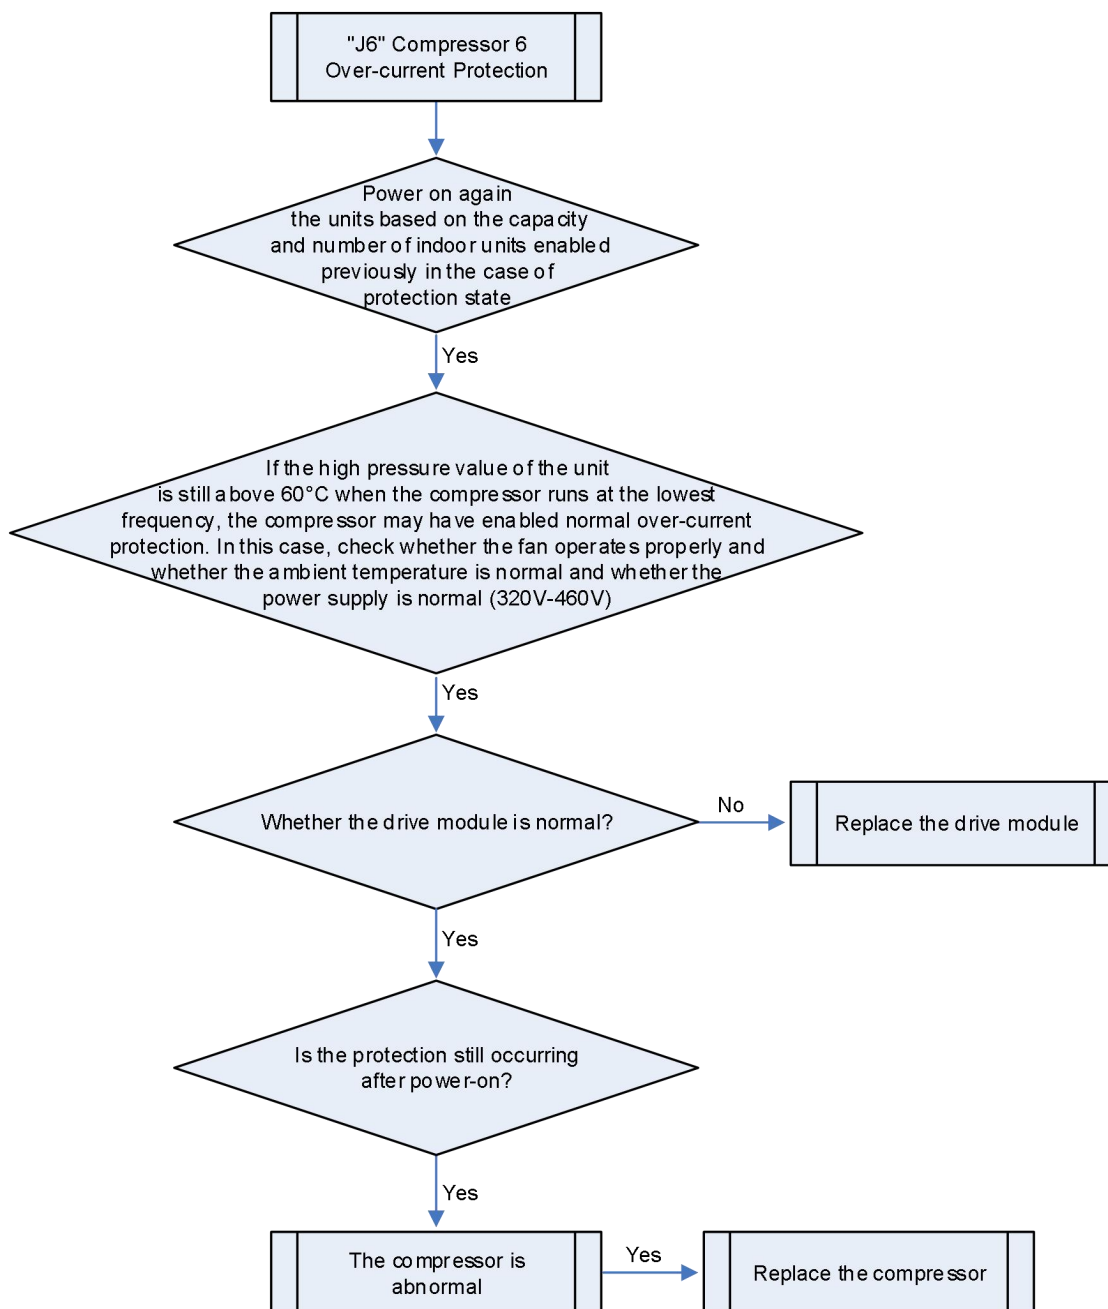 "J6" Compressor 6
Over-current Protection
Power on again
the units based on the capacity
and number of indoor units enabled
previously in the case of
protection state
Yes
If the high pressure value of the unit
is still above 60°C when the compressor runs at the lowest
frequency, the compressor may have enabled normal over-current
protection. In this case, check whether the fan operates properly and
whether the ambient temperature is normal and whether the
power supply is normal (320V-460V)
Yes
Whether the drive module is normal?
No
Replace the drive module
Yes
Is the protection still occurring
after power-on?
Yes
The compressor is
abnormal
Yes
Replace the compressor